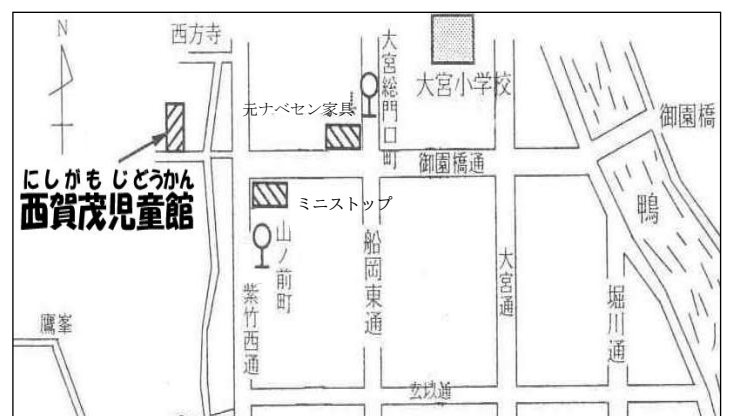 N
西方寺
大宮総門口町
大宮小学校
元ナベセン家具
御園橋
御園橋通
にしがもじどうかん
西賀茂児童館
ミニストップ
鴨
山ノ前町
船岡東通
大宮通
紫竹西通
堀川通
鷹峯
玄以通